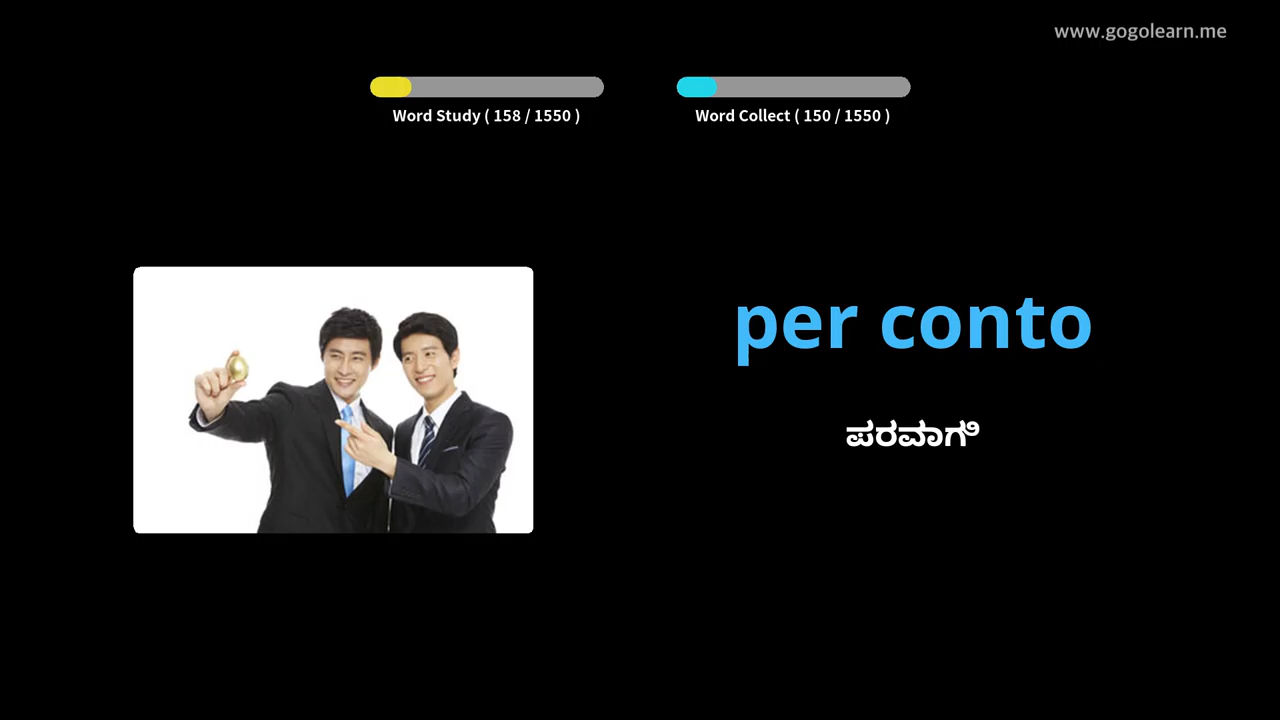 www.gogolearn.me
Word Study ( 158 / 1550 )
Word Collect ( 150 / 1550 )
per conto
ಪರವಾಗಿ